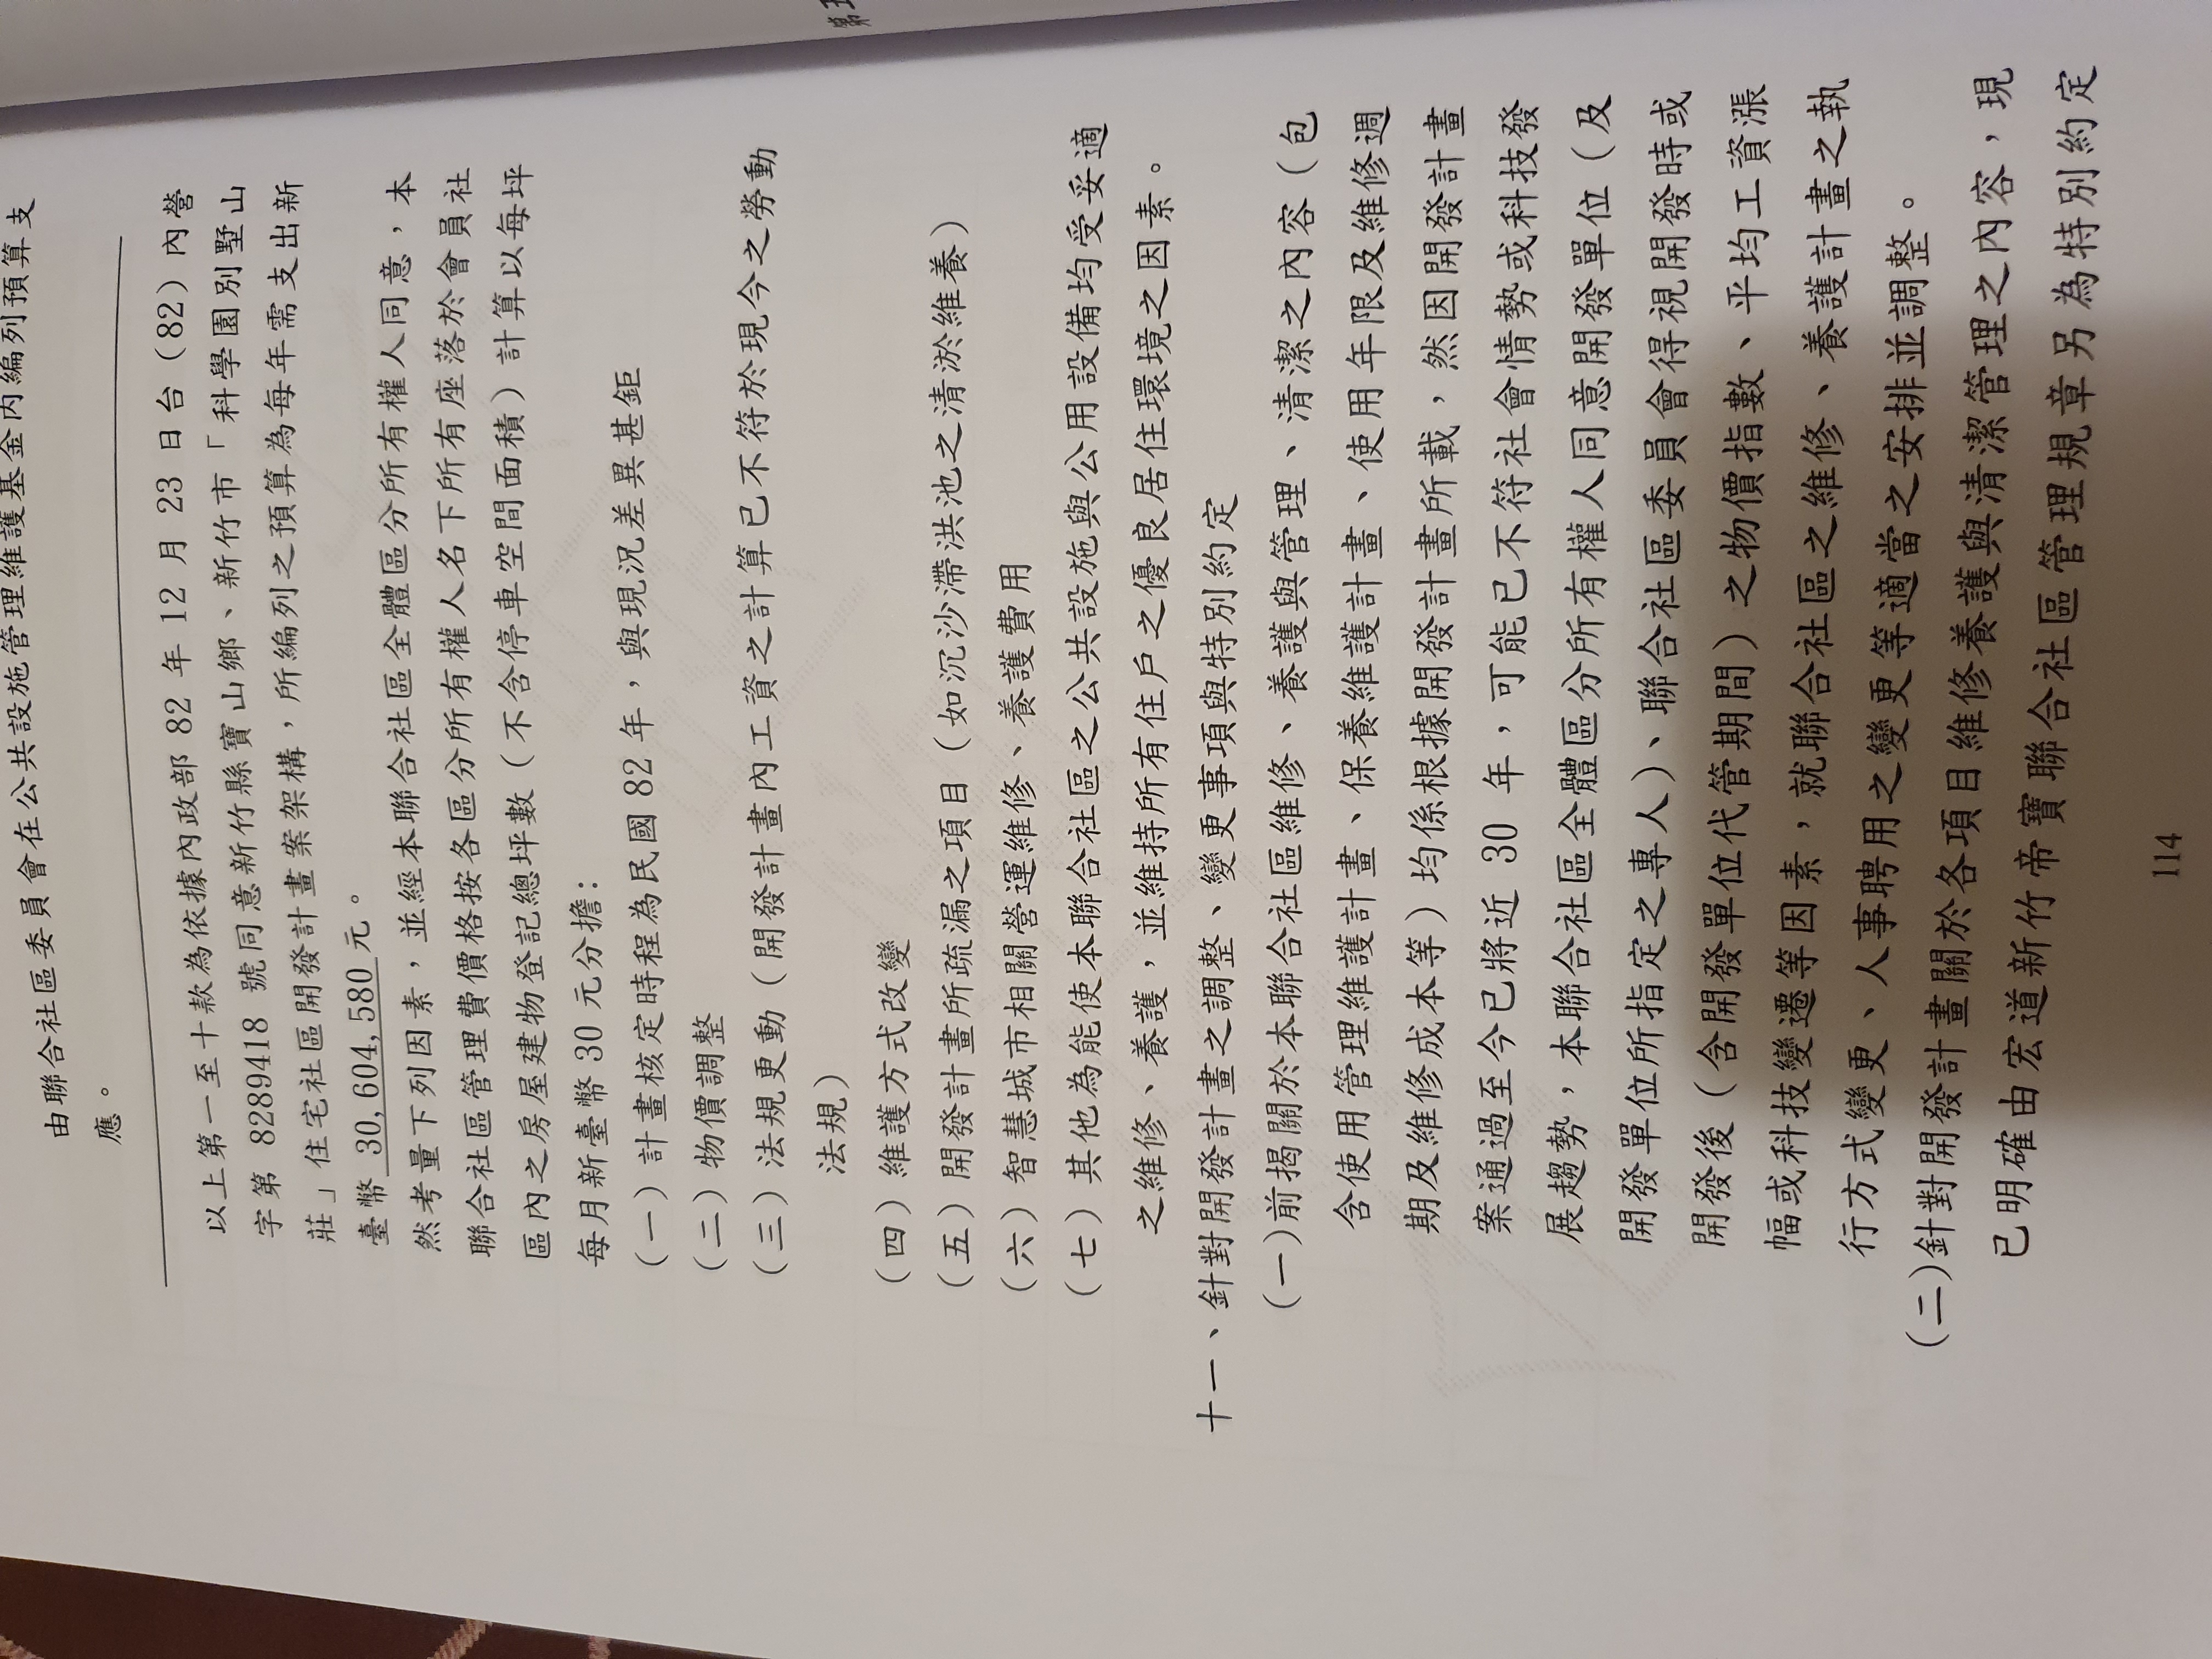 由聯合社區委員會在公共設施管理維護基金內編列預算支
應。
以上第一至十款為依據內政部 82 年 12 月 23 日台（82）內營
字第 8289418 號同意新竹縣寶山鄉、新竹市「科學園別墅山
莊」住宅社區開發計畫案架構，所編列之預算為每年需支出新
臺幣 30,604,580 元。
然考量下列因素，並經本聯合社區全體區分所有權人同意，本
聯合社區管理費價格按各區分所有權人名下所有座落於會員社
區內之房屋建物登記總坪數（不含停車空間面積）計算以每坪
每月新臺幣 30 元分擔：
（一）計畫核定時程為民國 82 年，與現況差異甚鉅
（二）物價調整
（三）法規更動（開發計畫內工資之計算已不符於現今之勞動
法規）
（四）維護方式改變
（五）開發計畫所疏漏之項目（如沉沙滯洪池之清淤維養）
（六）智慧城市相關營運維修、養護費用
（七）其他為能使本聯合社區之公共設施與公用設備均受妥適
之維修、養護，並維持所有住戶之優良居住環境之因素。
十一、針對開發計畫之調整、變更事項與特別約定
(一)前揭關於本聯合社區維修、養護與管理、清潔之內容（包
含使用管理維護計畫、保養維護計畫、使用年限及維修週
期及維修成本等）均係根據開發計畫所載，然因開發計畫
案通過至今已將近 30 年，可能已不符社會情勢或科技發
展趨勢，本聯合社區全體區分所有權人同意開發單位（及
開發單位所指定之專人)、聯合社區委員會得視開發時或
開發後（含開發單位代管期間）之物價指數、平均工資漲
幅或科技變遷等因素，就聯合社區之維修、養護計畫之執
行方式變更、人事聘用之變更等適當之安排並調整。
(二)針對開發計畫關於各項目維修養護與清潔管理之內容，現
已明確由宏道新竹帝寶聯合社區管理規章另為特別約定
114
第五